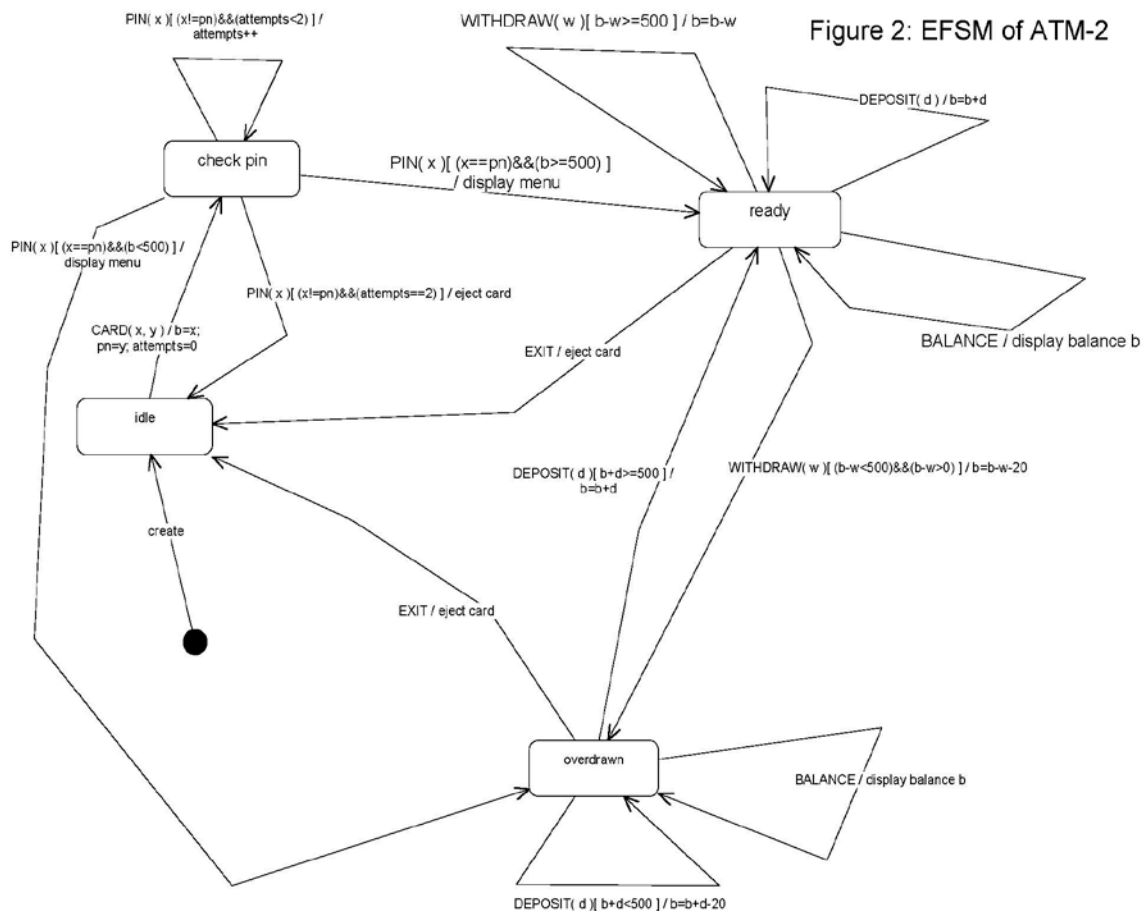 PIN( x )[ (x!=pn)&&(attempts<2) ] /
attempts++
WITHDRAW( w )[ b-w>=500 ] / b=b-w
Figure 2: EFSM of ATM-2
DEPOSIT( d ) / b=b+d
check pin
PIN( x )[ (x==pn)&&(b>=500) ]
/ display menu
ready
PIN( x )[ (x==pn)&&(b<500) ] /
display menu
PIN( x )[ (x!=pn)&&(attempts==2) ] / eject card
CARD( x, y ) / b=x;
pn=y; attempts=0
BALANCE / display balance b
EXIT / eject card
idle
DEPOSIT( d )[ b+d>=500 ] /
b=b+d
WITHDRAW( w )[ (b-w<500)&&(b-w>0) ] / b=b-w-20
create
EXIT / eject card
overdrawn
BALANCE / display balance b
DEPOSIT( d )[ b+d<500 ] / b=b+d-20